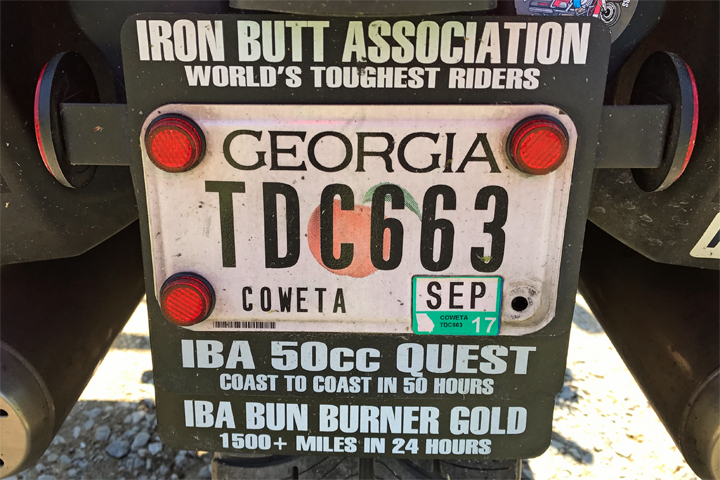 IRON BUTT ASSOCIATION
WORLD'S TOUGHEST RIDERS
GEORGIA
TDC663
COWETA
SEP
COWETA
TDC663 17
IBA 50cc QUEST
COAST TO COAST IN 50 HOURS
IBA BUN BURNER GOLD
1500+ MILES IN 24 HOURS